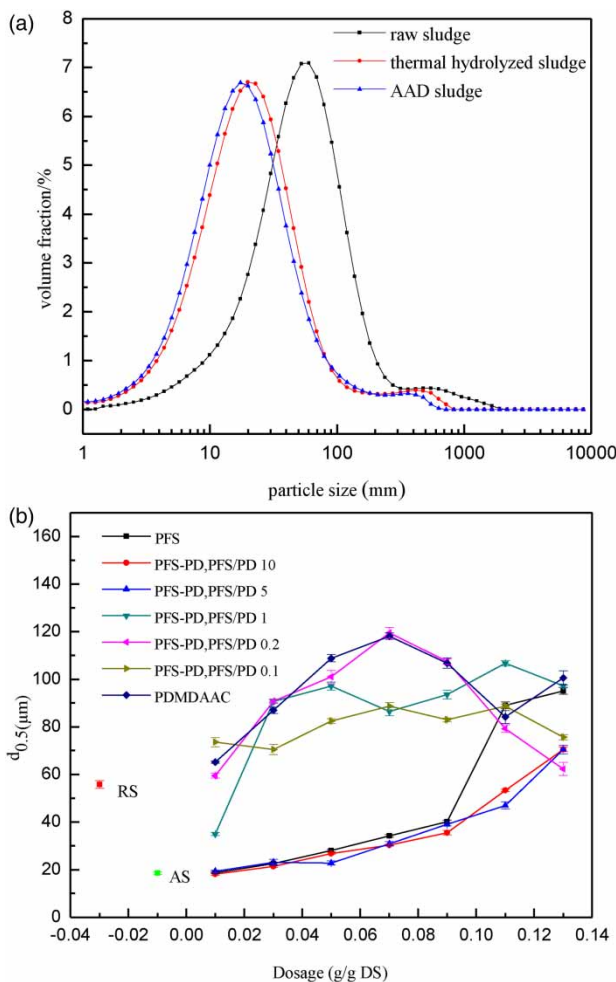 (a)
8
7
6
5
4
3
2
1
0
volume fraction/%
raw sludge
thermal hydrolyzed sludge
AAD sludge
1
10
100
1000
10000
particle size (mm)
(b)
160
140
120
100
80
60
40
20
0
d0.5(μm)
PFS
PFS-PD,PFS/PD 10
PFS-PD,PFS/PD 5
PFS-PD,PFS/PD 1
PFS-PD,PFS/PD 0.2
PFS-PD,PFS/PD 0.1
PDMDAAC
RS
AS
-0.04 -0.02 0.00 0.02 0.04 0.06 0.08 0.10 0.12 0.14
Dosage (g/g DS)